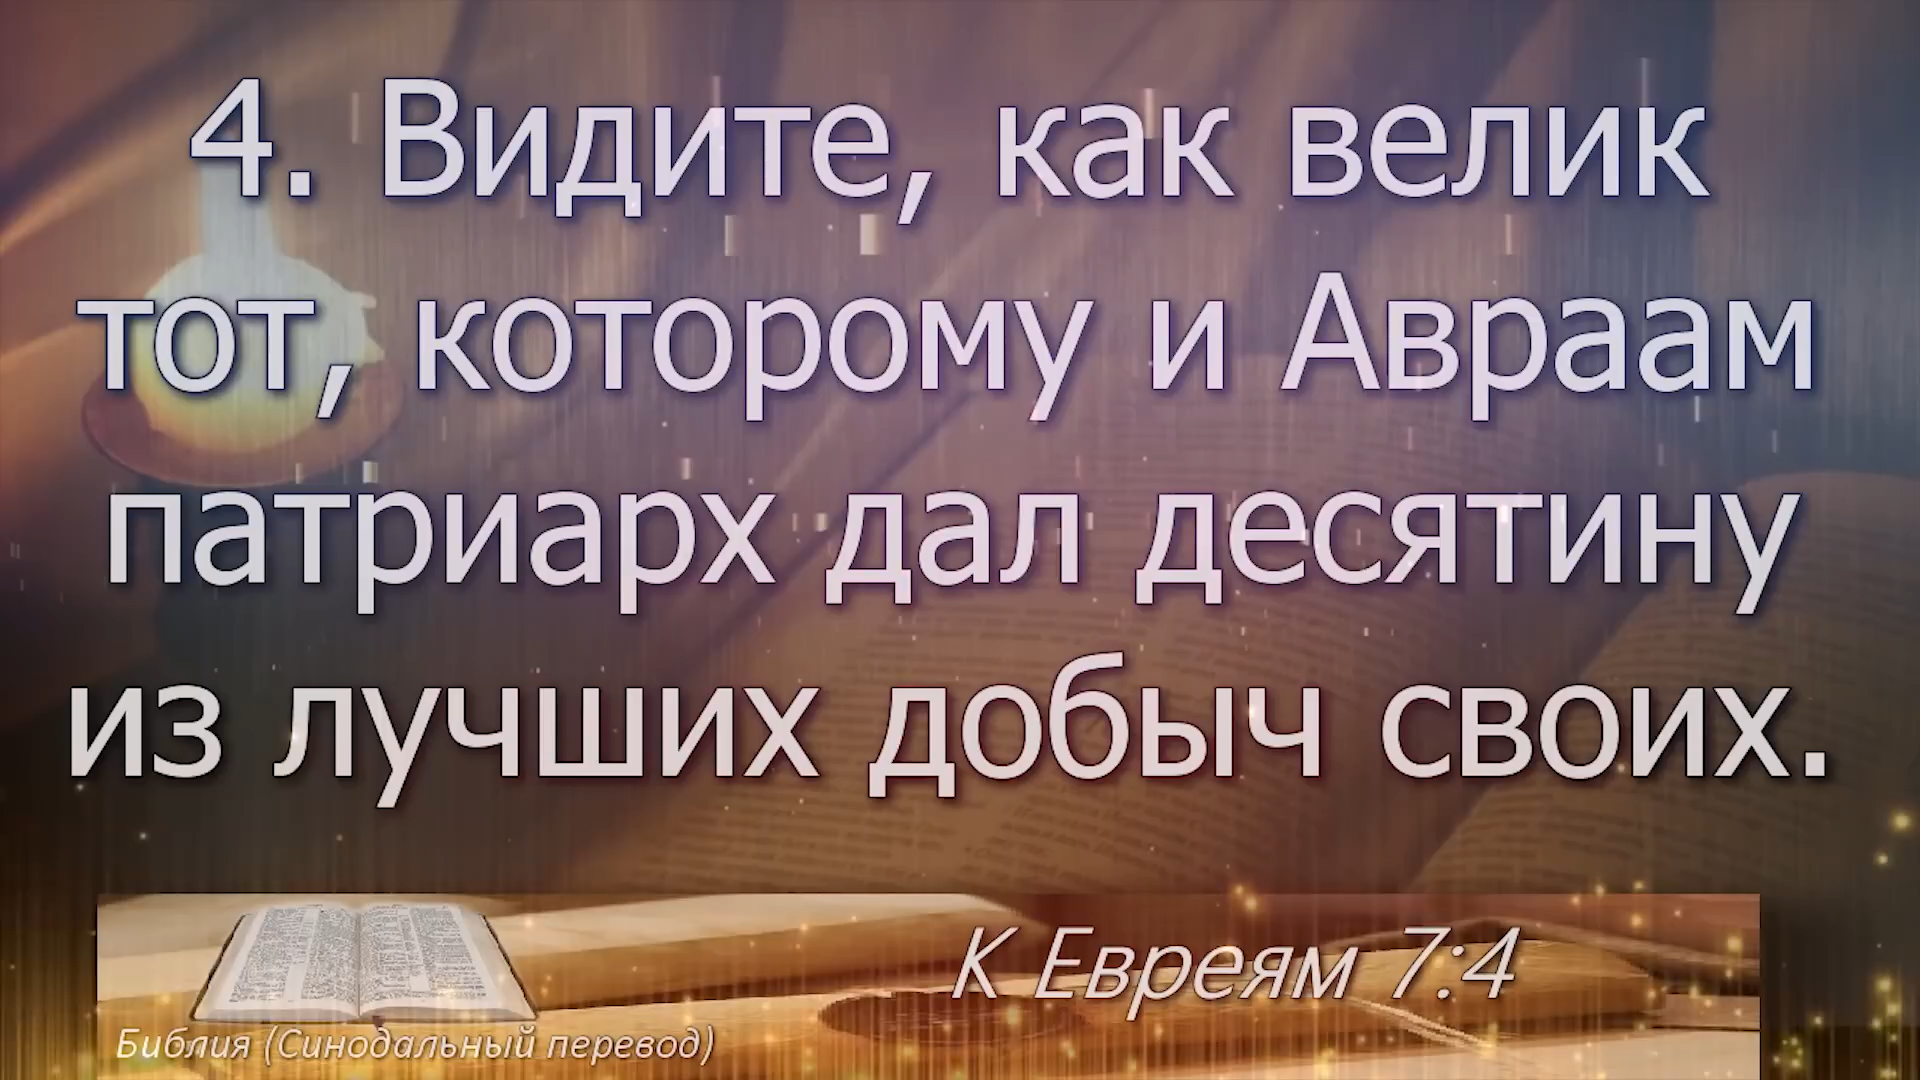 4. Видите, как велик
тот, которому и Авраам
патриарх дал десятину
из лучших добыч своих.
К Евреям 7:4
Библия (Синодальный перевод)